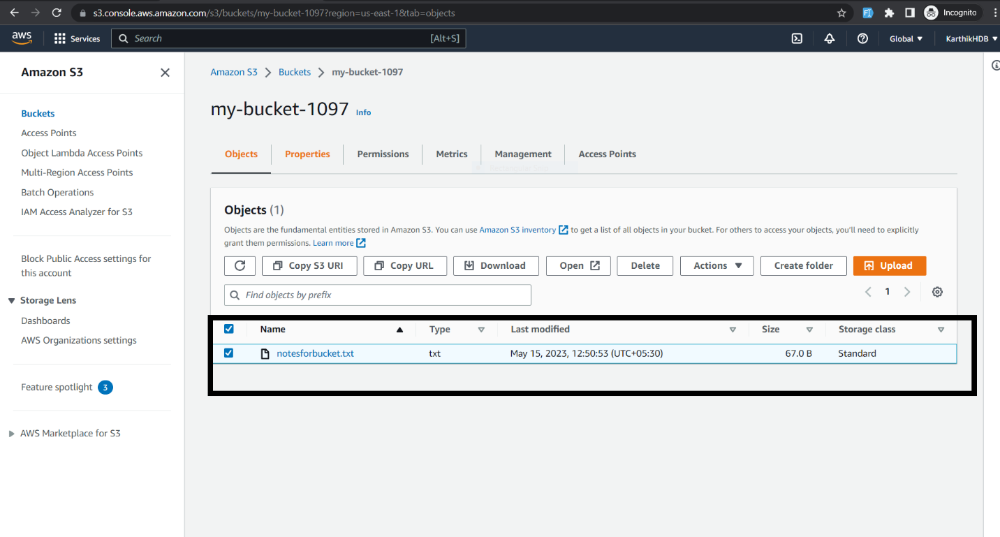 s3.console.aws.amazon.com/s3/buckets/my-bucket-1097?region=us-east-1&tab=objects
Incognito
aws
Services
Search
[Alt+S]
Global
KarthikHDB
Amazon S3
Buckets
Access Points
Object Lambda Access Points
Multi-Region Access Points
Batch Operations
IAM Access Analyzer for S3
Block Public Access settings for
this account
Storage Lens
Dashboards
AWS Organizations settings
Feature spotlight 3
AWS Marketplace for S3
Amazon S3 > Buckets > my-bucket-1097
my-bucket-1097 Info
Objects Properties Permissions Metrics Management Access Points
Objects (1)
Objects are the fundamental entities stored in Amazon S3. You can use Amazon S3 inventory to get a list of all objects in your bucket. For others to access your objects, you'll need to explicitly
grant them permissions. Learn more
Copy S3 URI Copy URL Download Open Delete Actions Create folder Upload
Find objects by prefix
1
Name Type Last modified Size Storage class
notesforbucket.txt txt May 15, 2023, 12:50:53 (UTC+05:30) 67.0 B Standard